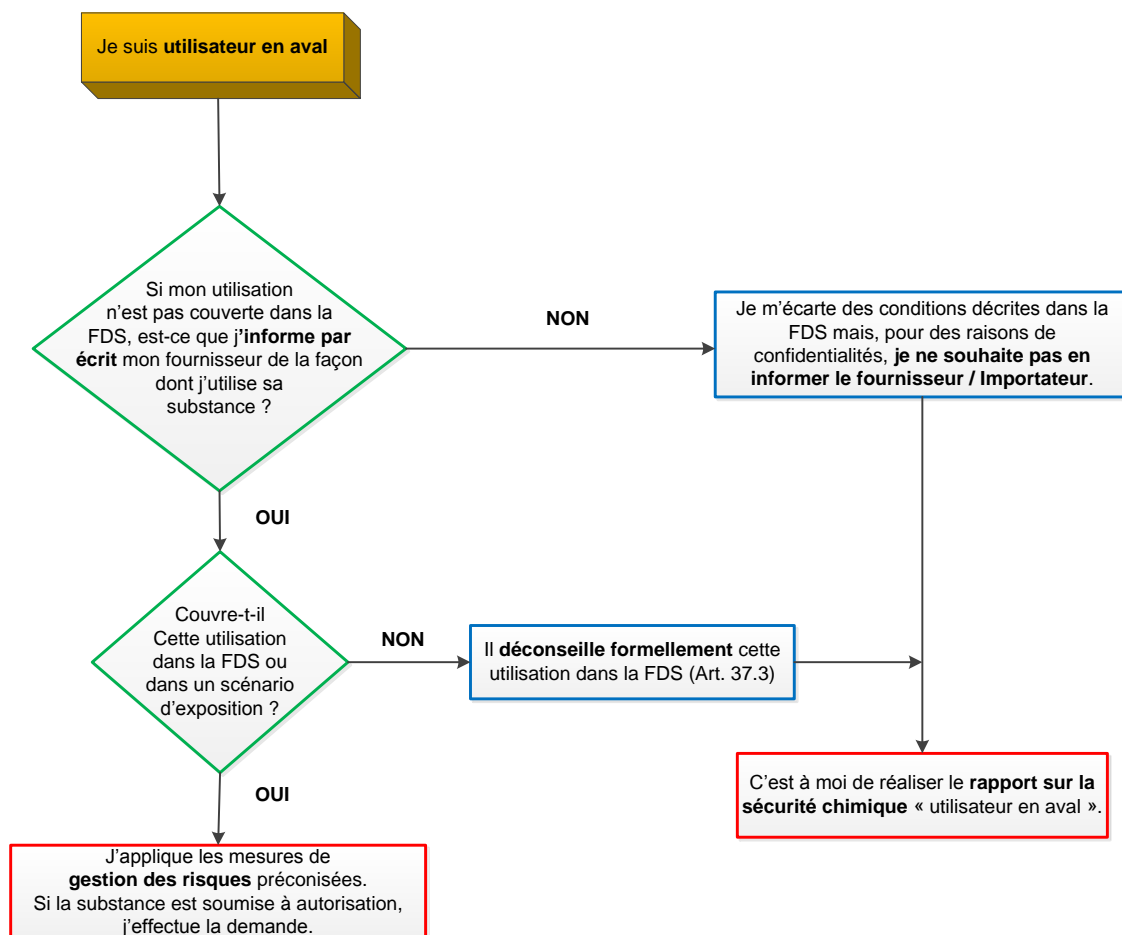 Je suis utilisateur en aval
Si mon utilisation
n'est pas couverte dans la
FDS, est-ce que j'informe par
écrit mon fournisseur de la façon
dont j'utilise sa
substance ?
NON
Je m'écarte des conditions décrites dans la
FDS mais, pour des raisons de
confidentialités, je ne souhaite pas en
informer le fournisseur / Importateur.
OUI
Couvre-t-il
Cette utilisation
dans la FDS ou
dans un scénario
d'exposition ?
NON
Il déconseille formellement cette
utilisation dans la FDS (Art. 37.3)
C'est à moi de réaliser le rapport sur la
sécurité chimique « utilisateur en aval ».
OUI
J'applique les mesures de
gestion des risques préconisées.
Si la substance est soumise à autorisation,
j'effectue la demande.